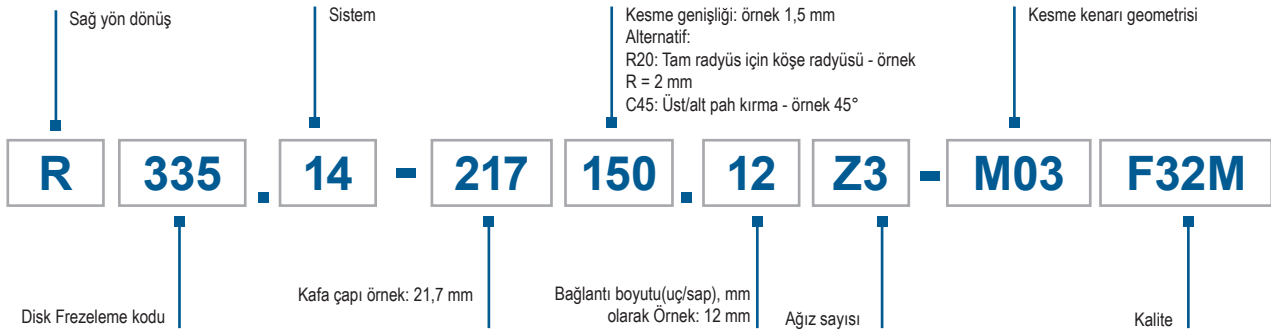 Sağ yön dönüş
Sistem
Kesme genişliği: örnek 1,5 mm
Alternatif:
R20: Tam radyüs için köşe radyüsü - örnek
R = 2 mm
C45: Üst/alt pah kırma - örnek 45°
Kesme kenarı geometrisi
R 335 . 14 - 217 150 . 12 Z3 - M03 F32M
Disk Frezeleme kodu
Kafa çapı örnek: 21,7 mm
Bağlantı boyutu(uç/sap), mm
olarak Örnek: 12 mm
Ağız sayısı
Kalite